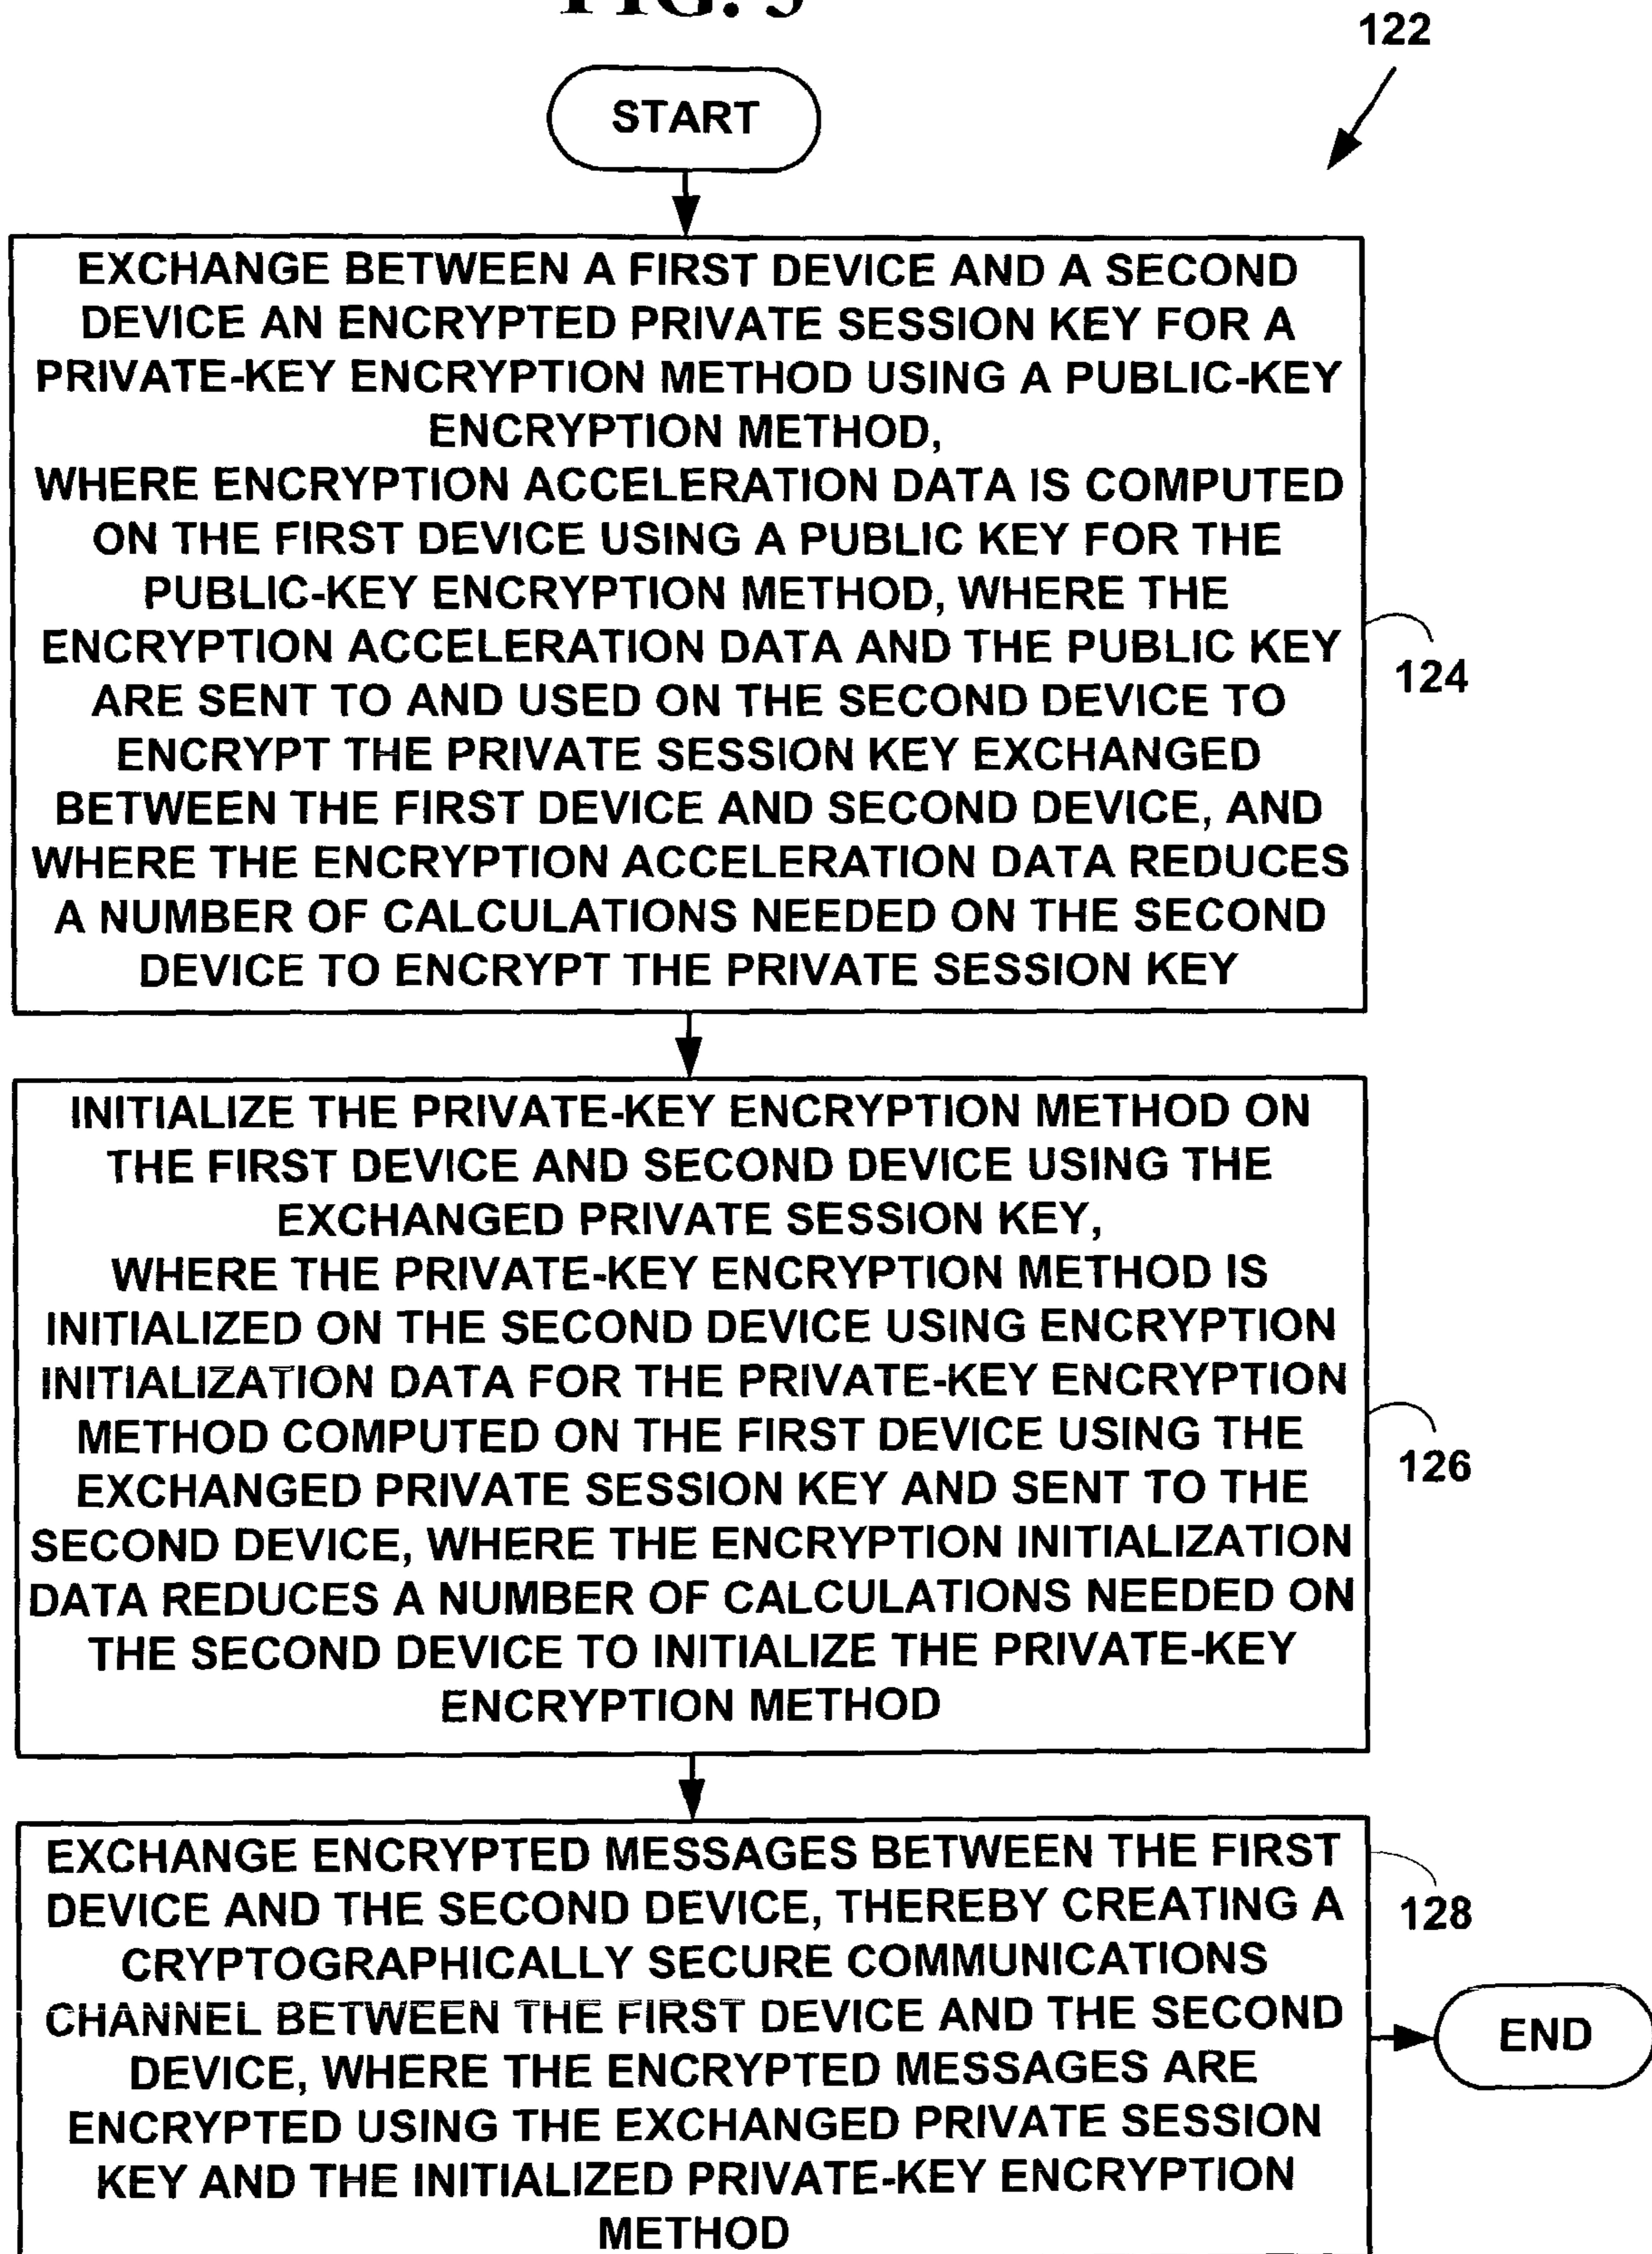 122
START
EXCHANGE BETWEEN A FIRST DEVICE AND A SECOND
DEVICE AN ENCRYPTED PRIVATE SESSION KEY FOR A
PRIVATE-KEY ENCRYPTION METHOD USING A PUBLIC-KEY
ENCRYPTION METHOD,
WHERE ENCRYPTION ACCELERATION DATA IS COMPUTED
ON THE FIRST DEVICE USING A PUBLIC KEY FOR THE
PUBLIC-KEY ENCRYPTION METHOD, WHERE THE
ENCRYPTION ACCELERATION DATA AND THE PUBLIC KEY
ARE SENT TO AND USED ON THE SECOND DEVICE TO
ENCRYPT THE PRIVATE SESSION KEY EXCHANGED
BETWEEN THE FIRST DEVICE AND SECOND DEVICE, AND
WHERE THE ENCRYPTION ACCELERATION DATA REDUCES
A NUMBER OF CALCULATIONS NEEDED ON THE SECOND
DEVICE TO ENCRYPT THE PRIVATE SESSION KEY
124
INITIALIZE THE PRIVATE-KEY ENCRYPTION METHOD ON
THE FIRST DEVICE AND SECOND DEVICE USING THE
EXCHANGED PRIVATE SESSION KEY,
WHERE THE PRIVATE-KEY ENCRYPTION METHOD IS
INITIALIZED ON THE SECOND DEVICE USING ENCRYPTION
INITIALIZATION DATA FOR THE PRIVATE-KEY ENCRYPTION
METHOD COMPUTED ON THE FIRST DEVICE USING THE
EXCHANGED PRIVATE SESSION KEY AND SENT TO THE
SECOND DEVICE, WHERE THE ENCRYPTION INITIALIZATION
DATA REDUCES A NUMBER OF CALCULATIONS NEEDED ON
THE SECOND DEVICE TO INITIALIZE THE PRIVATE-KEY
ENCRYPTION METHOD
126
EXCHANGE ENCRYPTED MESSAGES BETWEEN THE FIRST
DEVICE AND THE SECOND DEVICE, THEREBY CREATING A
CRYPTOGRAPHICALLY SECURE COMMUNICATIONS
CHANNEL BETWEEN THE FIRST DEVICE AND THE SECOND
DEVICE, WHERE THE ENCRYPTED MESSAGES ARE
ENCRYPTED USING THE EXCHANGED PRIVATE SESSION
KEY AND THE INITIALIZED PRIVATE-KEY ENCRYPTION
METHOD
128
END